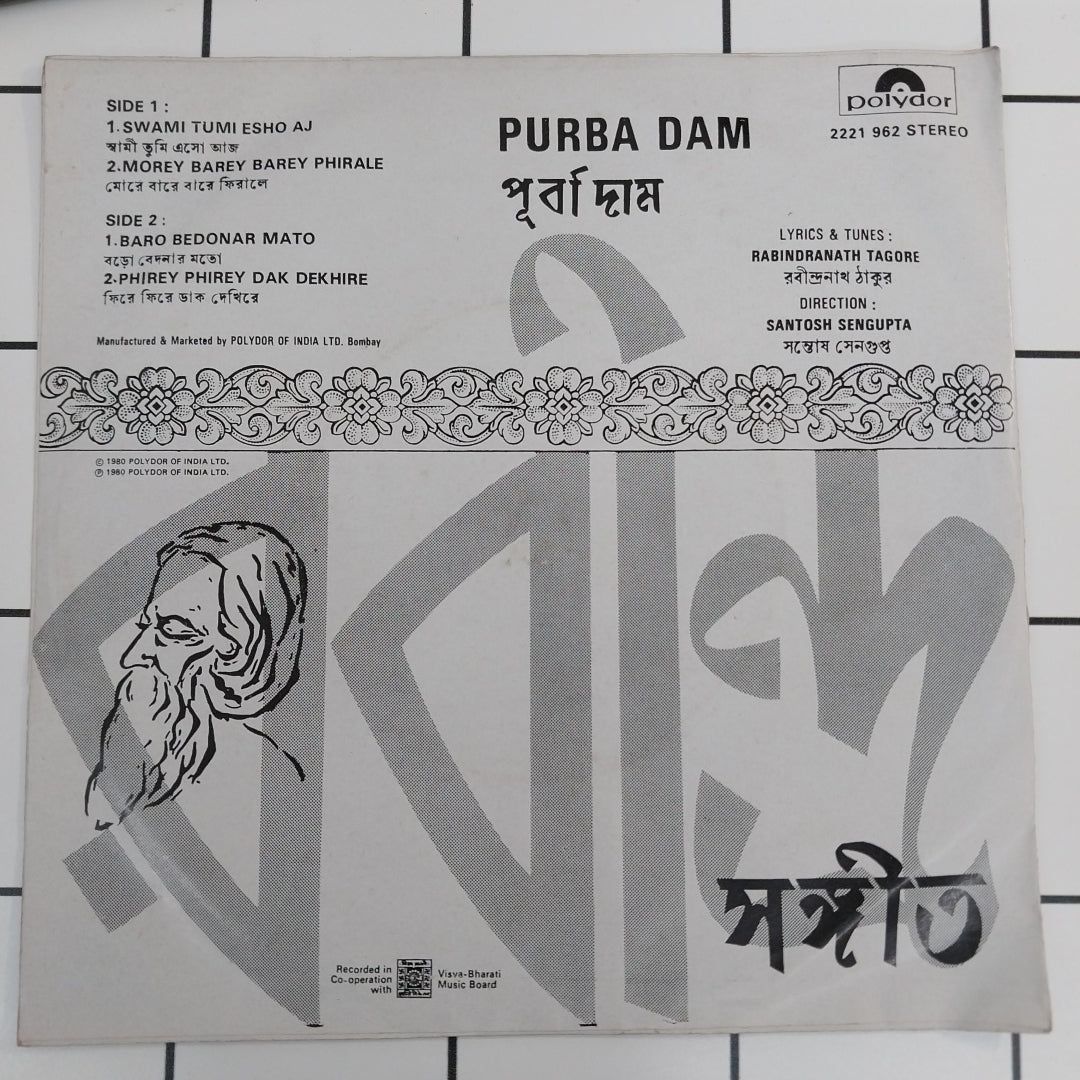 SIDE 1 :
1.SWAMI TUMI ESHO AJ
স্বামী তুমি এসো আজ
2.MOREY BAREY BAREY PHIRALE
মোরে বারে বারে ফিরালে
SIDE 2 :
1.BARO BEDONAR MATO
বড়ো বেদনার মতো
2.PHIREY PHIREY DAK DEKHIRE
ফিরে ফিরে ডাক দেখিরে
Manufactured & Marketed by POLYDOR OF INDIA LTD. Bombay
PURBA DAM
পূর্বা দাম
polydor
2221 962 STEREO
LYRICS & TUNES :
RABINDRANATH TAGORE
রবীন্দ্রনাথ ঠাকুর
DIRECTION :
SANTOSH SENGUPTA
সন্তোষ সেনগুপ্ত
© 1980 POLYDOR OF INDIA LTD.
℗ 1980 POLYDOR OF INDIA LTD.
রবীন্দ্র
সঙ্গীত
Recorded in
Co-operation
with
Visva-Bharati
Music Board